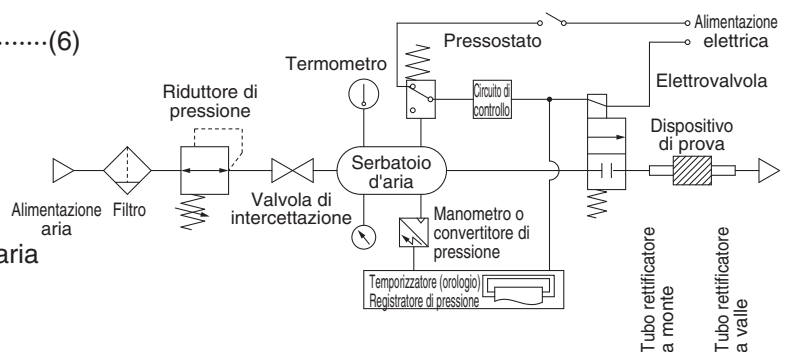 ········(6)
Pressostato
Alimentazione
elettrica
Termometro
Elettrovalvola
Riduttore di
pressione
Circuito di
controllo
Dispositivo
di prova
Serbatoio
d'aria
Alimentazione
aria
Filtro
Valvola di
intercettazione
Manometro o
convertitore di
pressione
aria
Temporizzatore (orologio)
Registratore di pressione
Tubo rettificatore
a monte
Tubo rettificatore
a valle